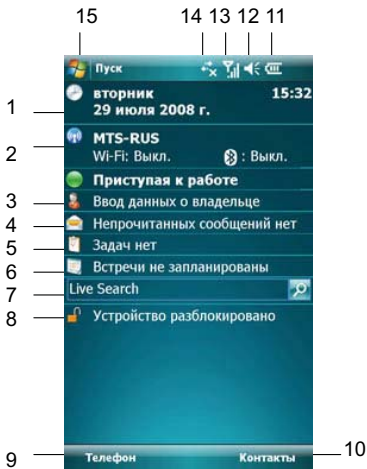 15 14 13 12 11
Пуск
1
вторник 15:32
29 июля 2008 г.
2
MTS-RUS
Wi-Fi: Выкл. : Выкл.
Приступая к работе
3 Ввод данных о владельце
4 Непрочитанных сообщений нет
5 Задач нет
6 Встречи не запланированы
7 Live Search
8 Устройство разблокировано
9 Телефон Контакты 10